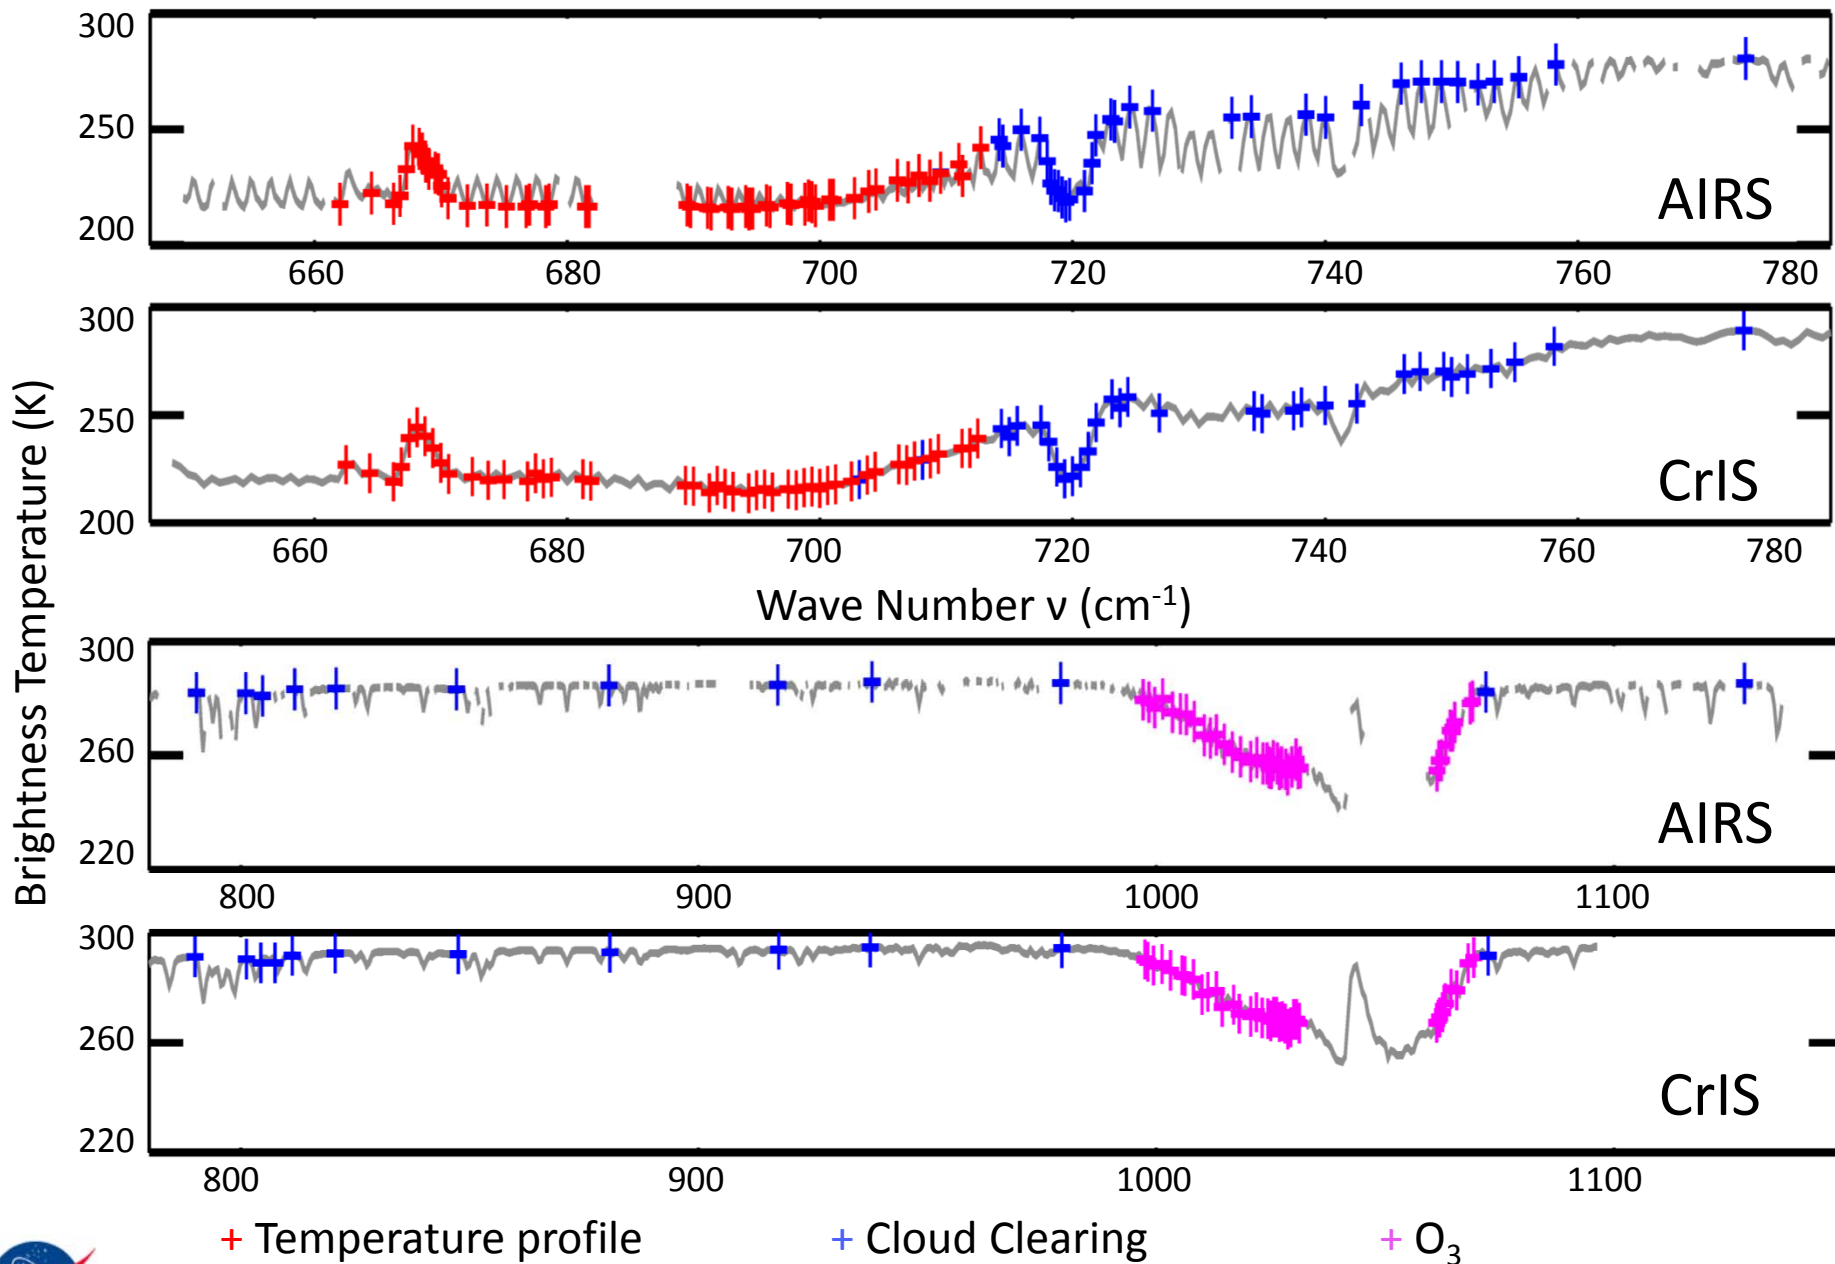 300
250
200
AIRS
660 680 700 720 740 760 780
300
250
200
CrIS
660 680 700 720 740 760 780
Wave Number ν (cm⁻¹)
Brightness Temperature (K)
300
260
220
AIRS
800 900 1000 1100
300
260
220
CrIS
800 900 1000 1100
+ Temperature profile + Cloud Clearing + O₃